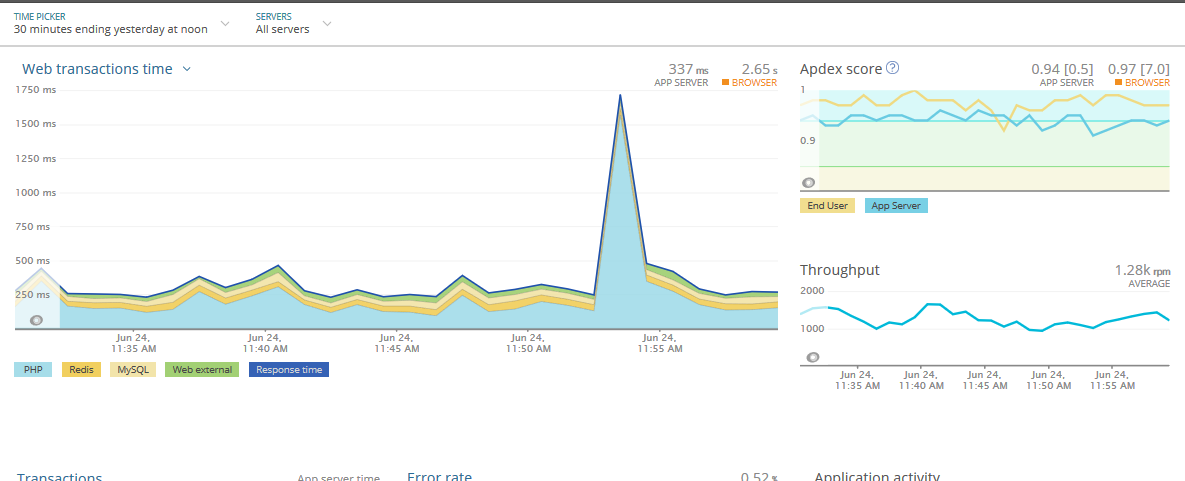 TIME PICKER
30 minutes ending yesterday at noon
SERVERS
All servers
Web transactions time
337 ms
APP SERVER
2.65 s
BROWSER
1750 ms
1500 ms
1250 ms
1000 ms
750 ms
500 ms
250 ms
Jun 24,
11:35 AM
Jun 24,
11:40 AM
Jun 24,
11:45 AM
Jun 24,
11:50 AM
Jun 24,
11:55 AM
PHP
Redis
MySQL
Web external
Response time
Apdex score ?
0.94 [0.5]
APP SERVER
0.97 [7.0]
BROWSER
1
0.9
End User
App Server
Throughput
1.28k rpm
AVERAGE
2000
1000
Jun 24,
11:35 AM
Jun 24,
11:40 AM
Jun 24,
11:45 AM
Jun 24,
11:50 AM
Jun 24,
11:55 AM
Transactions
App server time
Error rate
0.52 %
Application activity